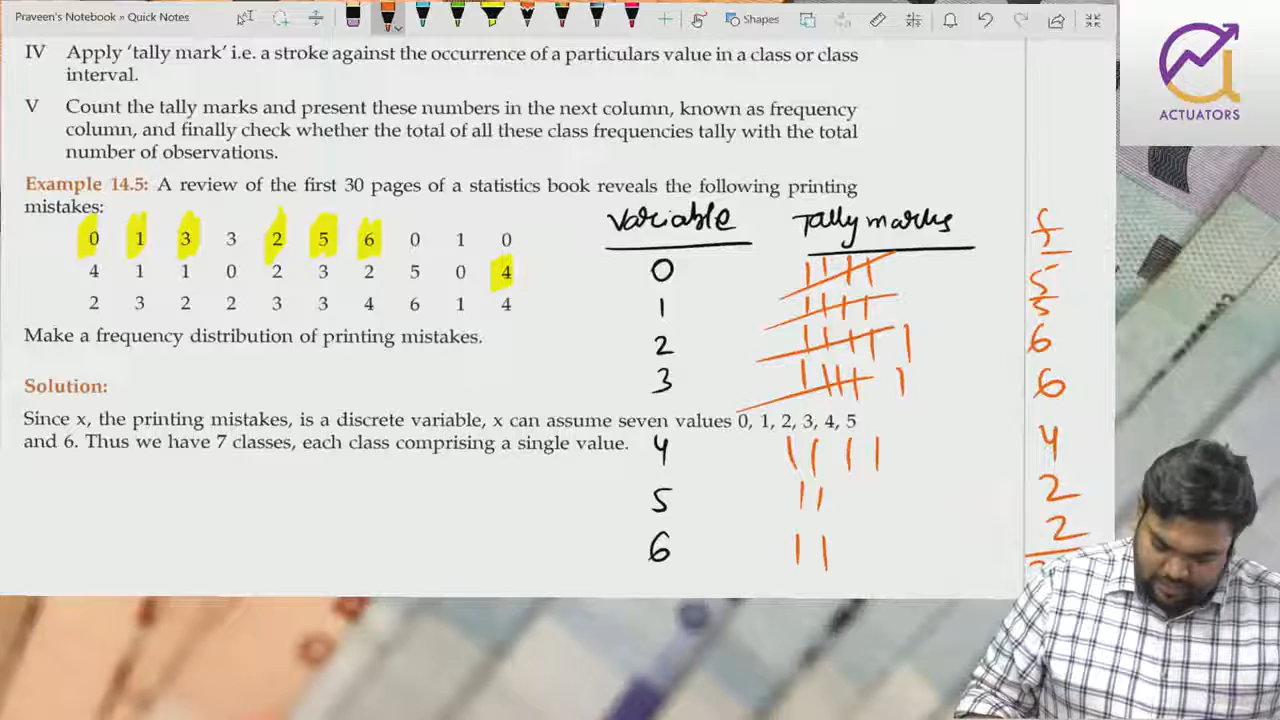 Praveen's Notebook » Quick Notes
Shapes
ACTUATORS
IV Apply 'tally mark' i.e. a stroke against the occurrence of a particulars value in a class or class
interval.
V Count the tally marks and present these numbers in the next column, known as frequency
column, and finally check whether the total of all these class frequencies tally with the total
number of observations.
Example 14.5: A review of the first 30 pages of a statistics book reveals the following printing
mistakes:
0 1 3 3 2 5 6 0 1 0
4 1 1 0 2 3 2 5 0 4
2 3 2 2 3 3 4 6 1 4
Make a frequency distribution of printing mistakes.
Solution:
Since x, the printing mistakes, is a discrete variable, x can assume seven values 0, 1, 2, 3, 4, 5
and 6. Thus we have 7 classes, each class comprising a single value.
Variable Tally marks f
0 5
1 5
2 6
3 6
4 4
5 2
6 2